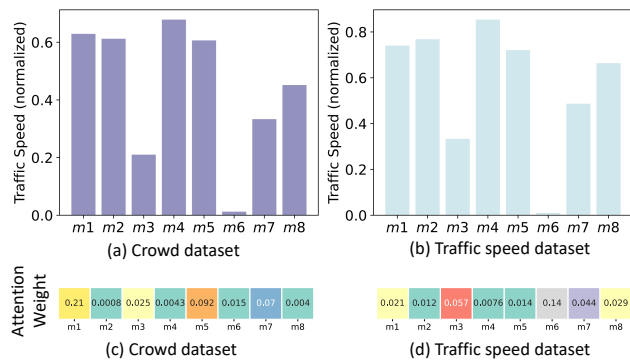 Traffic Speed (normalized)
0.6
0.4
0.2
0.0
m1 m2 m3 m4 m5 m6 m7 m8
(a) Crowd dataset
Traffic Speed (normalized)
0.8
0.6
0.4
0.2
0.0
m1 m2 m3 m4 m5 m6 m7 m8
(b) Traffic speed dataset
Attention
Weight
0.21 0.0008 0.025 0.0043 0.092 0.015 0.07 0.004
m1 m2 m3 m4 m5 m6 m7 m8
(c) Crowd dataset
0.021 0.012 0.057 0.0076 0.014 0.14 0.044 0.029
m1 m2 m3 m4 m5 m6 m7 m8
(d) Traffic speed dataset